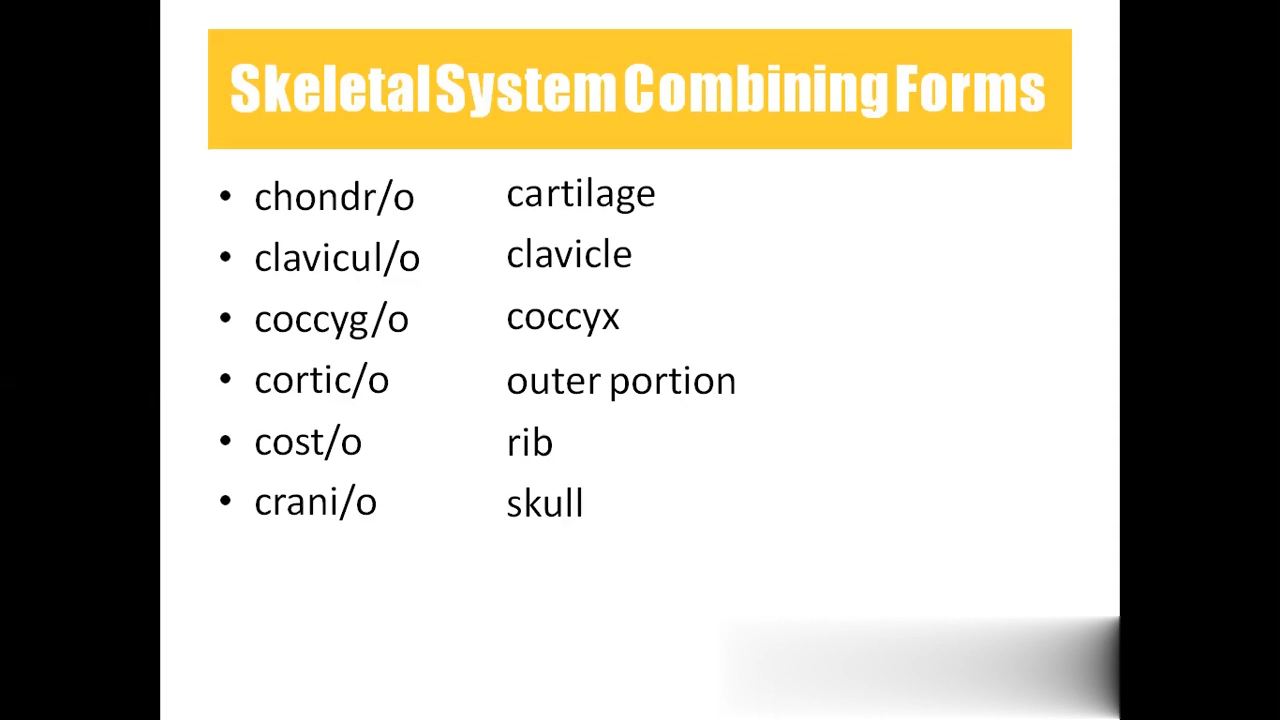 Skeletal System Combining Forms
• chondr/o cartilage
• clavicul/o clavicle
• coccyg/o coccyx
• cortic/o outer portion
• cost/o rib
• crani/o skull